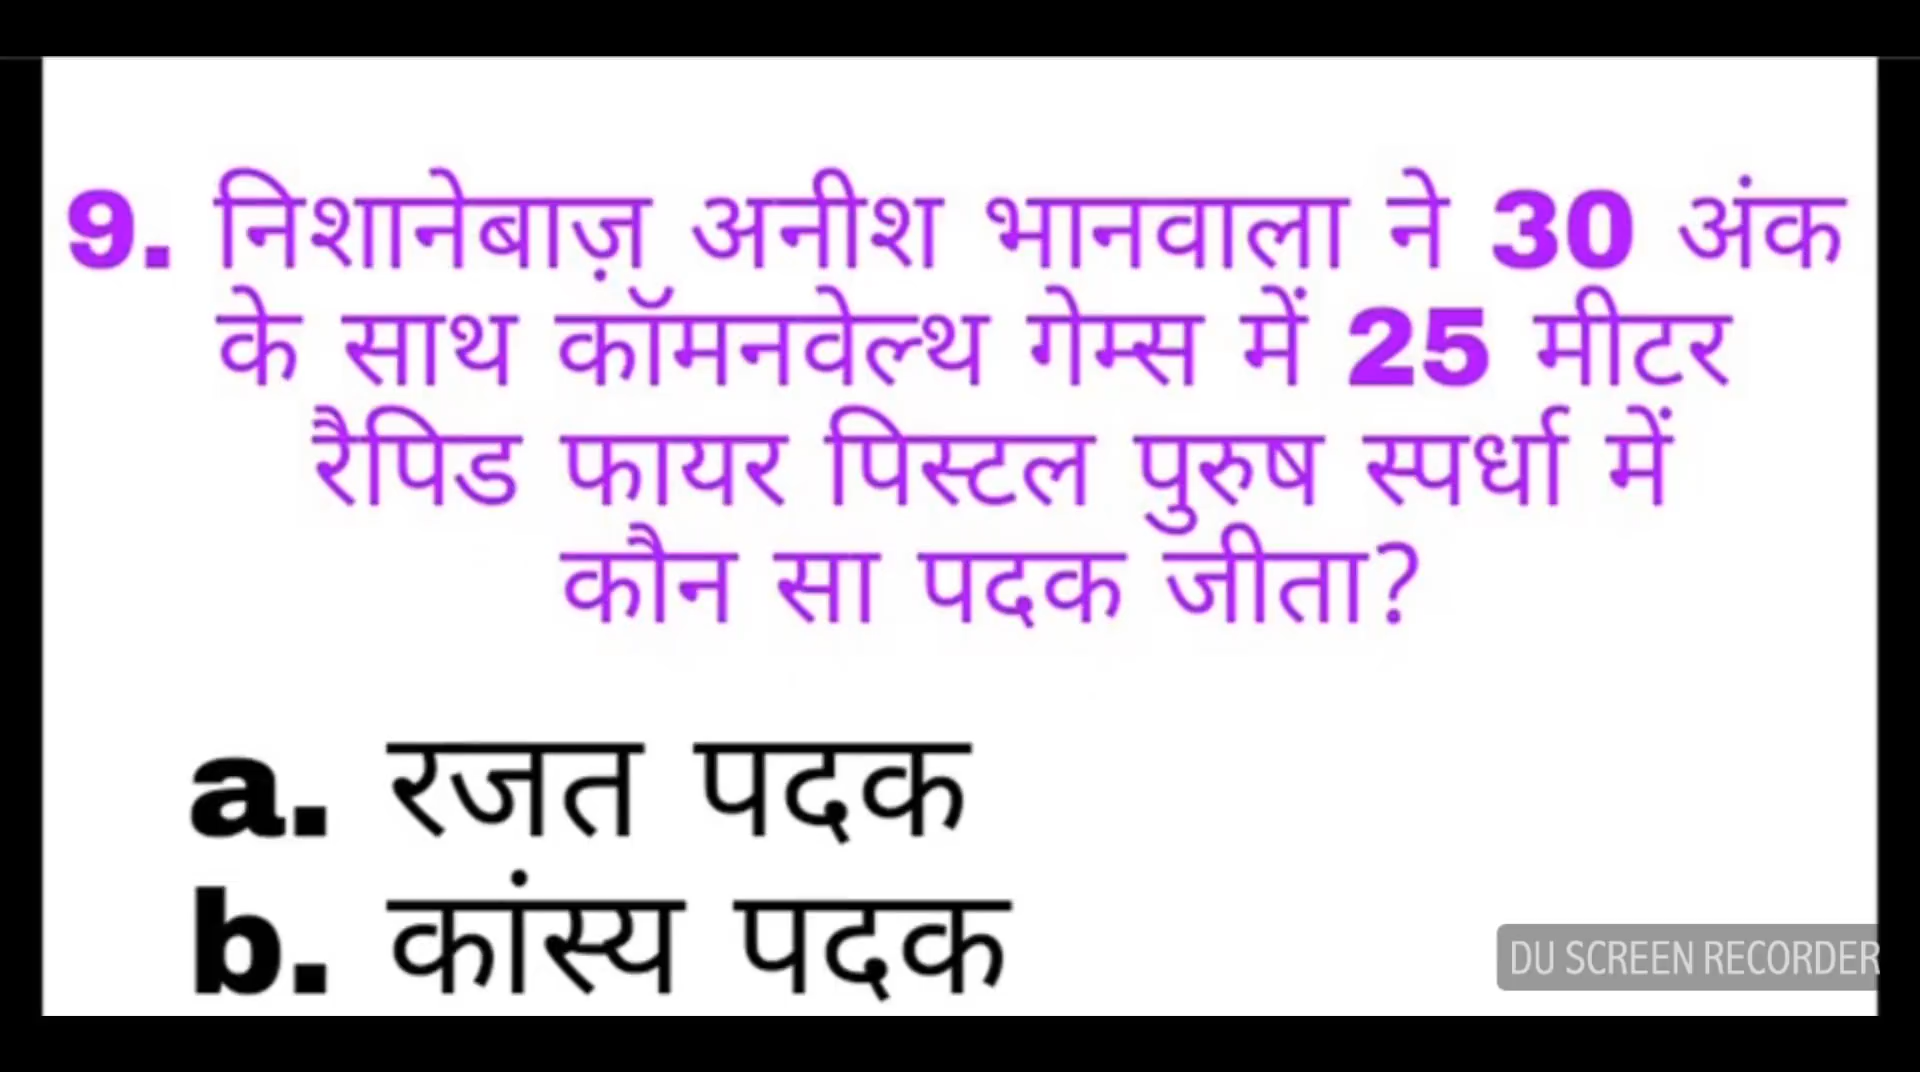 9. निशानेबाज़ अनीश भानवाला ने 30 अंक
के साथ कॉमनवेल्थ गेम्स में 25 मीटर
रैपिड फायर पिस्टल पुरुष स्पर्धा में
कौन सा पदक जीता?
a. रजत पदक
b. कांस्य पदक
DU SCREEN RECORDER